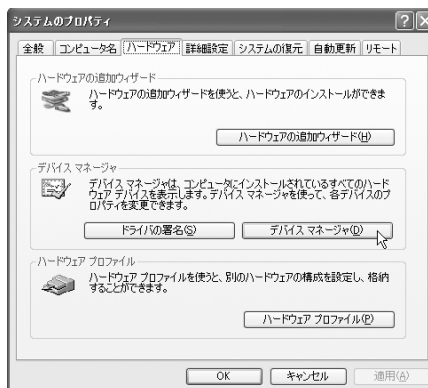 システムのプロパティ
全般 コンピュータ名 ハードウェア 詳細設定 システムの復元 自動更新 リモート
ハードウェアの追加ウィザード
ハードウェアの追加ウィザードを使うと、ハードウェアのインストールができま
す。
ハードウェアの追加ウィザード(H)
デバイス マネージャ
デバイス マネージャは、コンピュータにインストールされているすべてのハード
ウェア デバイスを表示します。デバイス マネージャを使って、各デバイスのプ
ロパティを変更できます。
ドライバの署名(S) デバイス マネージャ(D)
ハードウェア プロファイル
ハードウェア プロファイルを使うと、別のハードウェアの構成を設定し、格納
することができます。
ハードウェア プロファイル(P)
OK キャンセル 適用(A)